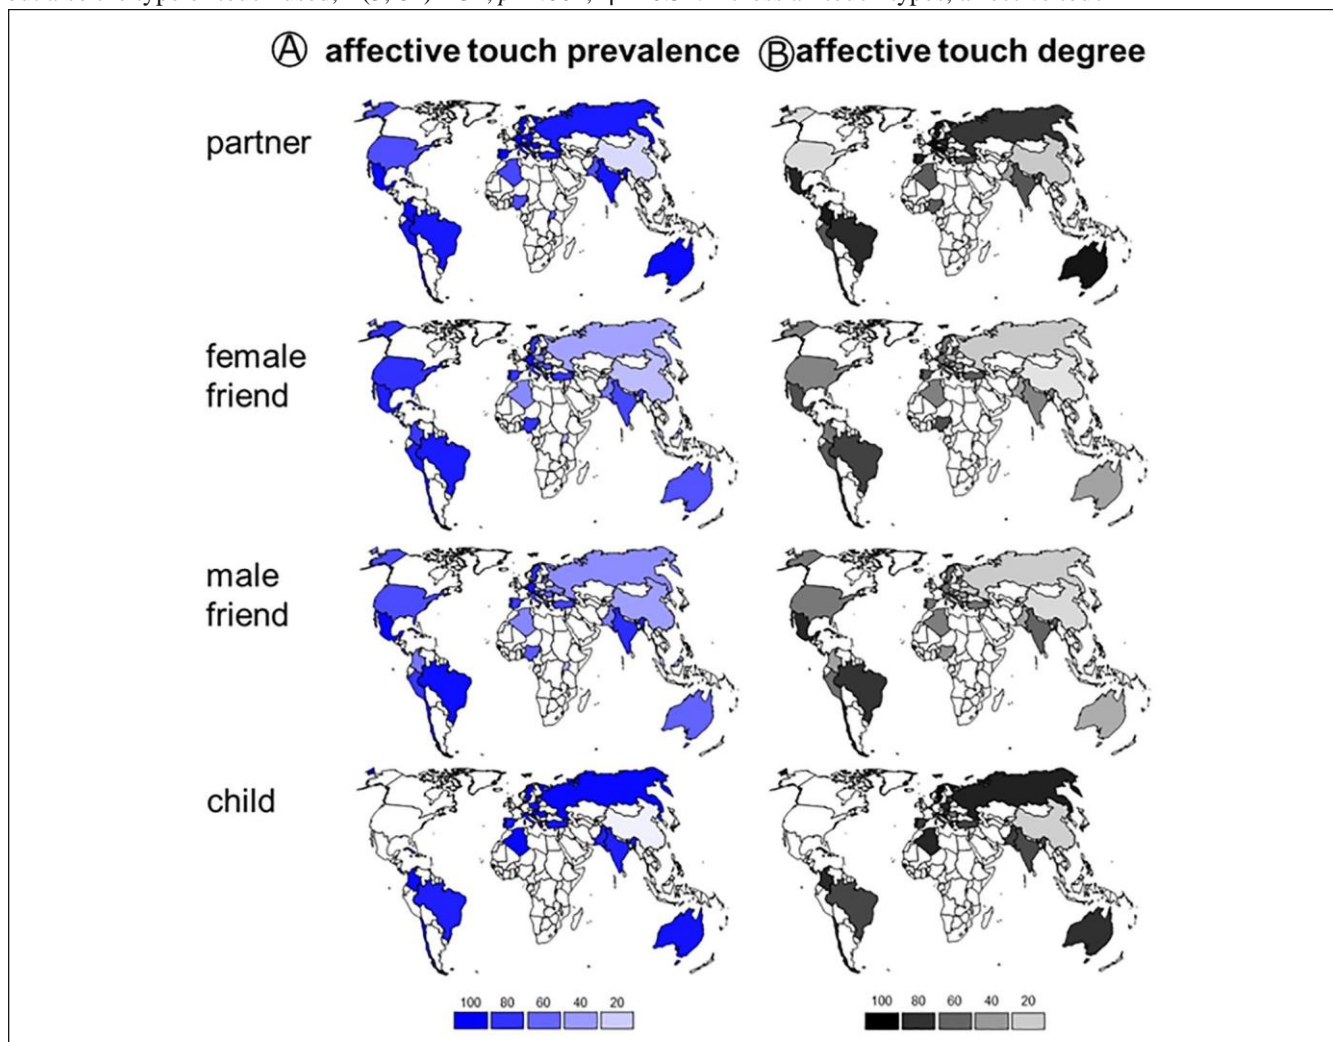 Ⓐ affective touch prevalence Ⓑ affective touch degree
partner
female
friend
male
friend
child
100 80 60 40 20
100 80 60 40 20